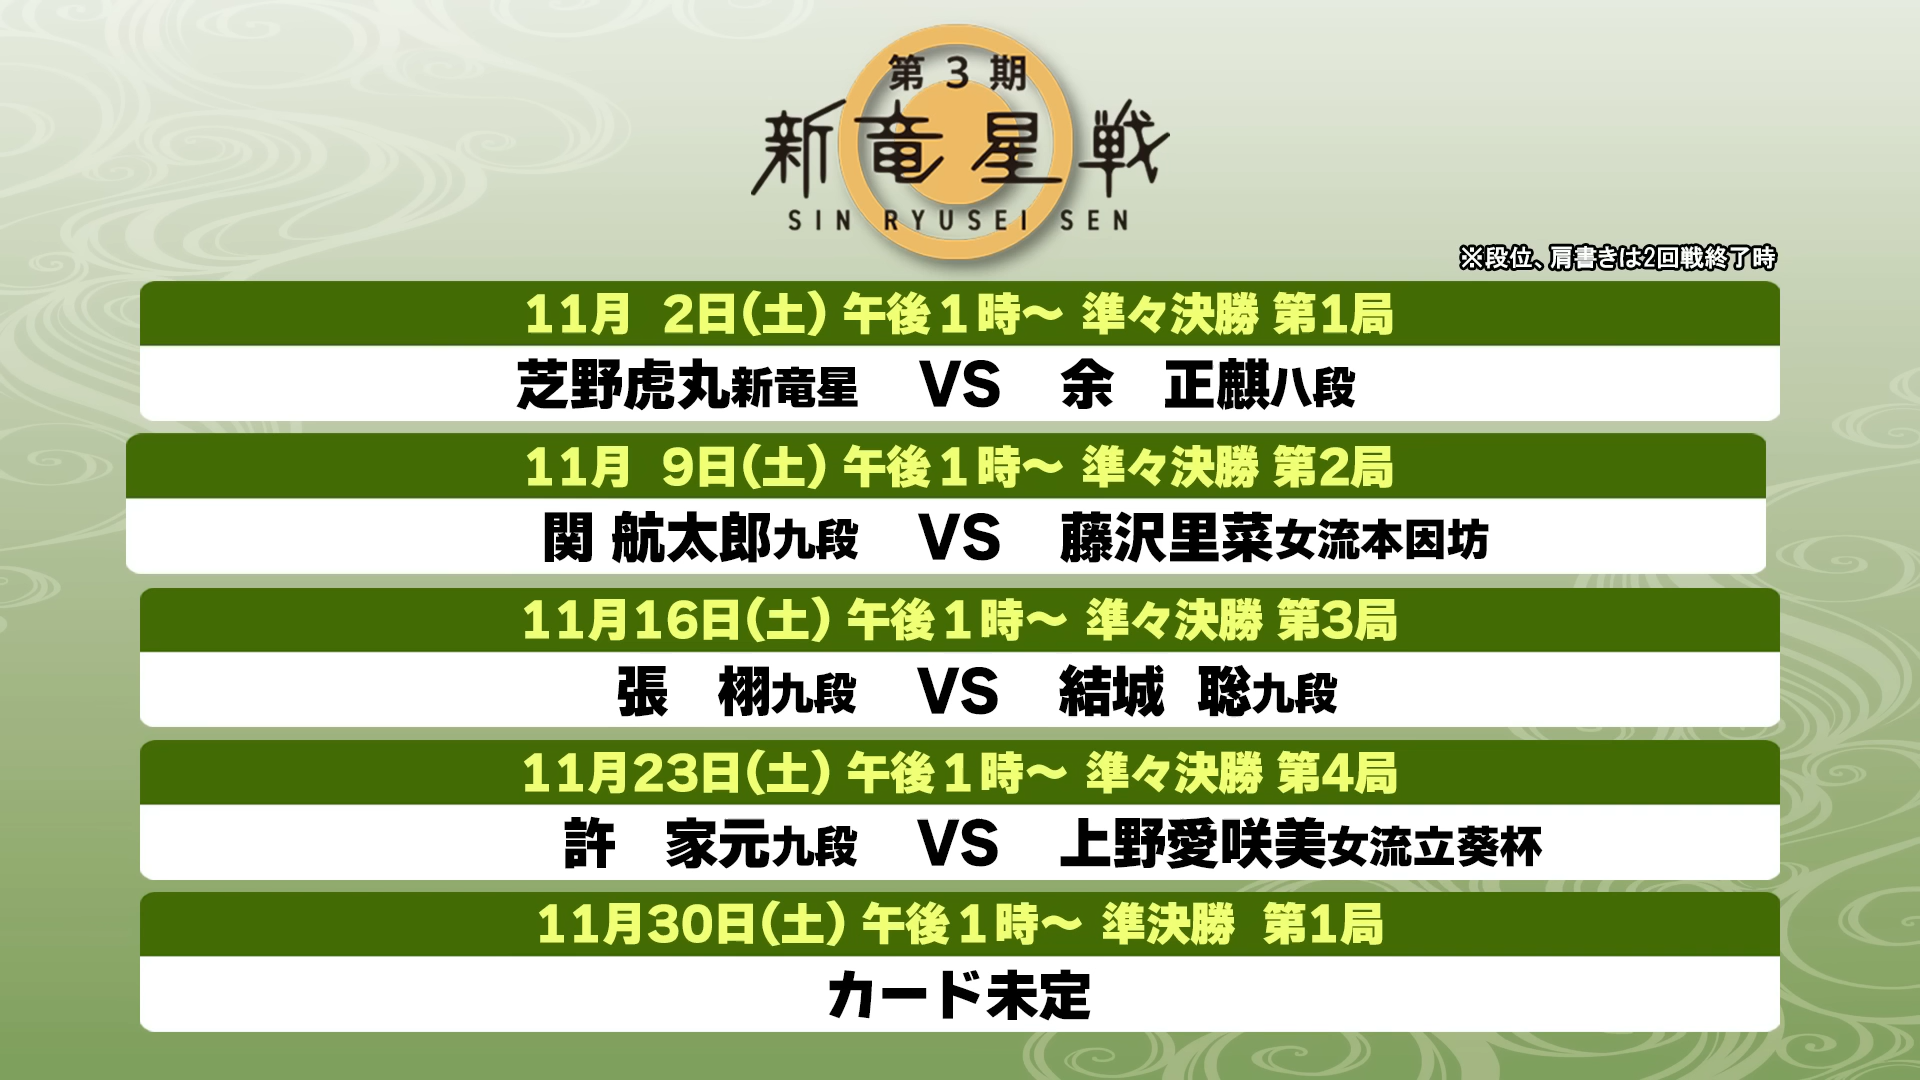 第3期
新竜星戦
SIN RYUSEI SEN
※段位、肩書きは2回戦終了時
11月 2日(土) 午後1時〜 準々決勝 第1局
芝野虎丸新竜星 VS 余 正麒八段
11月 9日(土) 午後1時〜 準々決勝 第2局
関 航太郎九段 VS 藤沢里菜女流本因坊
11月16日(土) 午後1時〜 準々決勝 第3局
張 栩九段 VS 結城 聡九段
11月23日(土) 午後1時〜 準々決勝 第4局
許 家元九段 VS 上野愛咲美女流立葵杯
11月30日(土) 午後1時〜 準決勝 第1局
カード未定